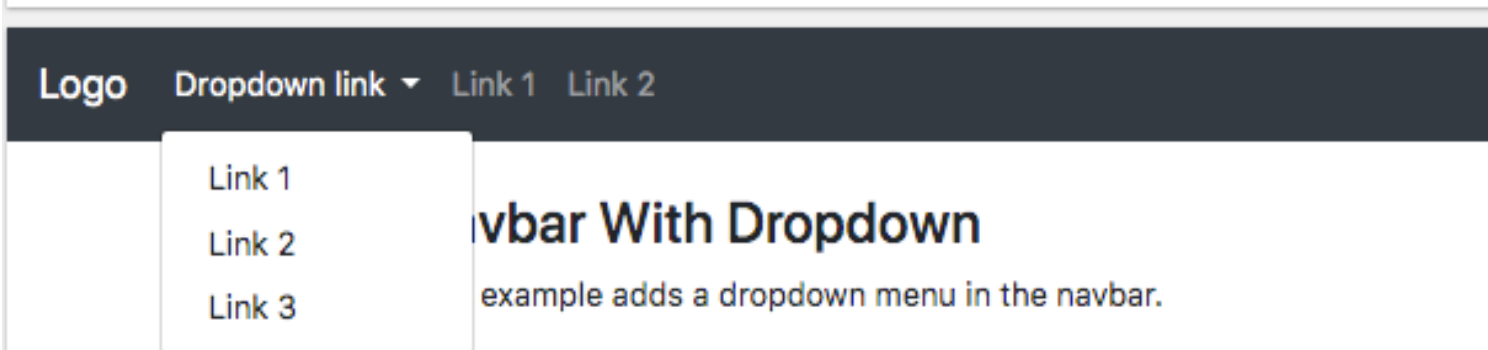 Logo Dropdown link Link 1 Link 2
Link 1
Link 2
Link 3
vbar With Dropdown
example adds a dropdown menu in the navbar.